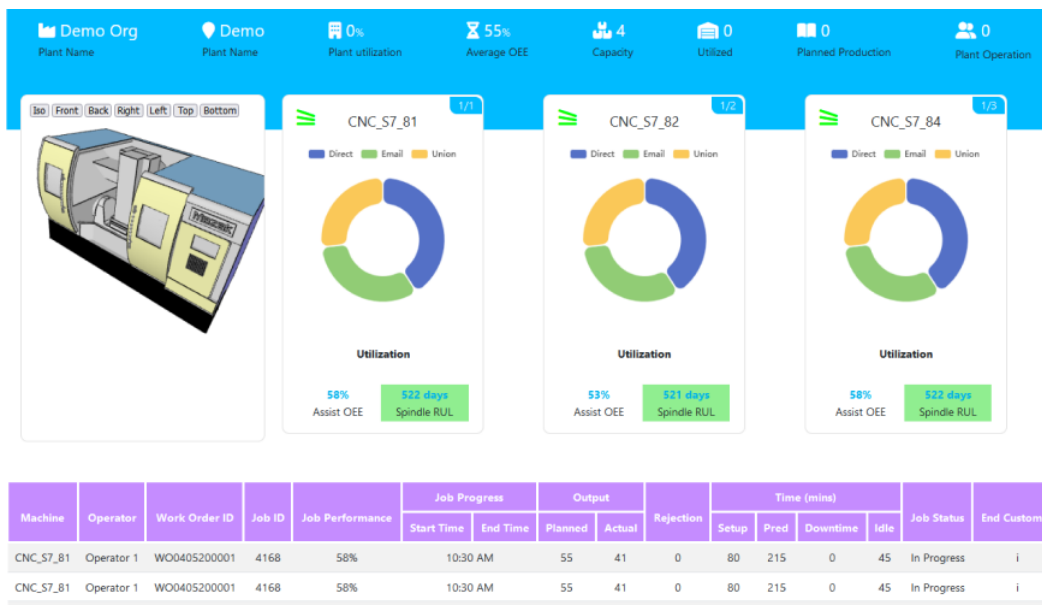 Demo Org
Demo
0%
55%
4
0
0
0
Plant Name
Plant Name
Plant utilization
Average OEE
Capacity
Utilized
Planned Production
Plant Operation
Iso Front Back Right Left Top Bottom
1/1
CNC_S7_81
Direct Email Union
Utilization
58%
Assist OEE
522 days
Spindle RUL
1/2
CNC_S7_82
Direct Email Union
Utilization
53%
Assist OEE
521 days
Spindle RUL
1/3
CNC_S7_84
Direct Email Union
Utilization
58%
Assist OEE
522 days
Spindle RUL
Machine Operator Work Order ID Job ID Job Performance Job Progress Output Rejection Time (mins) Job Status End Custom
Start Time End Time Planned Actual Setup Pred Downtime Idle
CNC_S7_81 Operator 1 WO0405200001 4168 58% 10:30 AM 55 41 0 80 215 0 45 In Progress i
CNC_S7_81 Operator 1 WO0405200001 4168 58% 10:30 AM 55 41 0 80 215 0 45 In Progress i